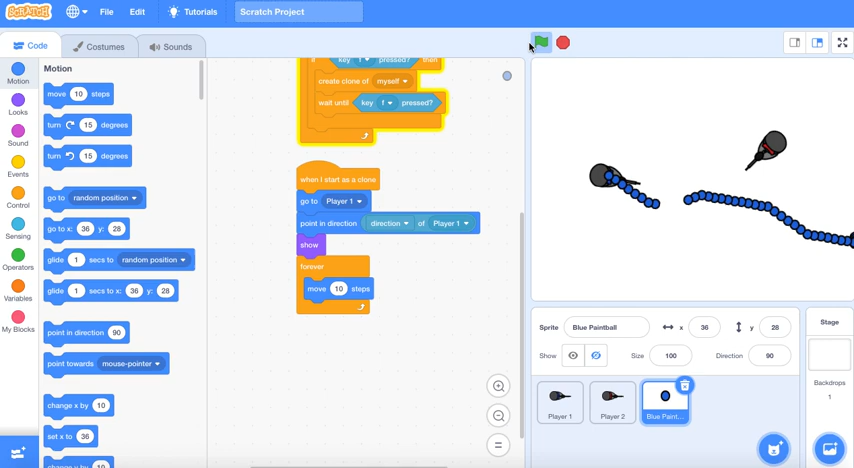 SCRATCH File Edit Tutorials Scratch Project
Code Costumes Sounds
Motion
Looks
Sound
Events
Control
Sensing
Operators
Variables
My Blocks
Motion
move 10 steps
turn 15 degrees
turn 15 degrees
go to random position
go to x: 36 y: 28
glide 1 secs to random position
glide 1 secs to x: 36 y: 28
point in direction 90
point towards mouse-pointer
change x by 10
set x to 36
change y by 10
if key f pressed? then
create clone of myself
wait until key f pressed?
when I start as a clone
go to Player 1
point in direction direction of Player 1
show
forever
move 10 steps
Sprite Blue Paintball x 36 y 28
Show Size 100 Direction 90
Player 1
Player 2
Blue Paint...
Stage
Backdrops
1